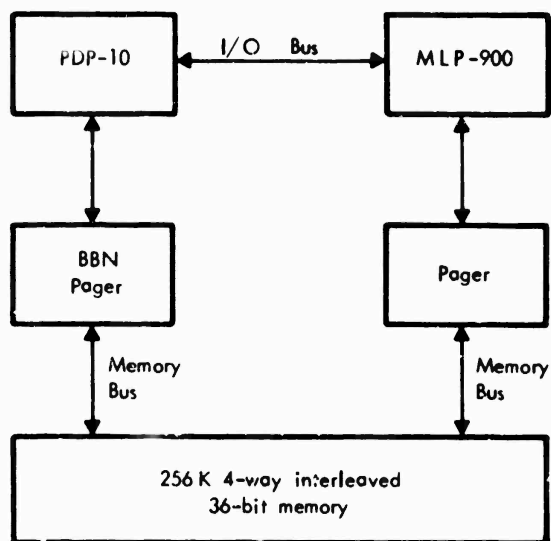 PDP-10
I/O Bus
MLP-900
BBN
Pager
Pager
Memory
Bus
Memory
Bus
256 K 4-way interleaved
36-bit memory